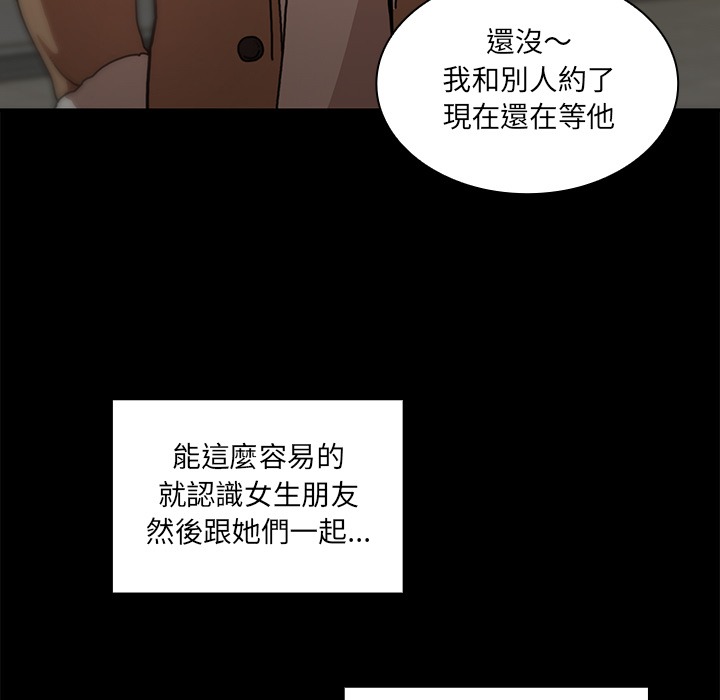 還沒～
我和別人約了
現在還在等他
能這麼容易的
就認識女生朋友
然後跟她們一起...